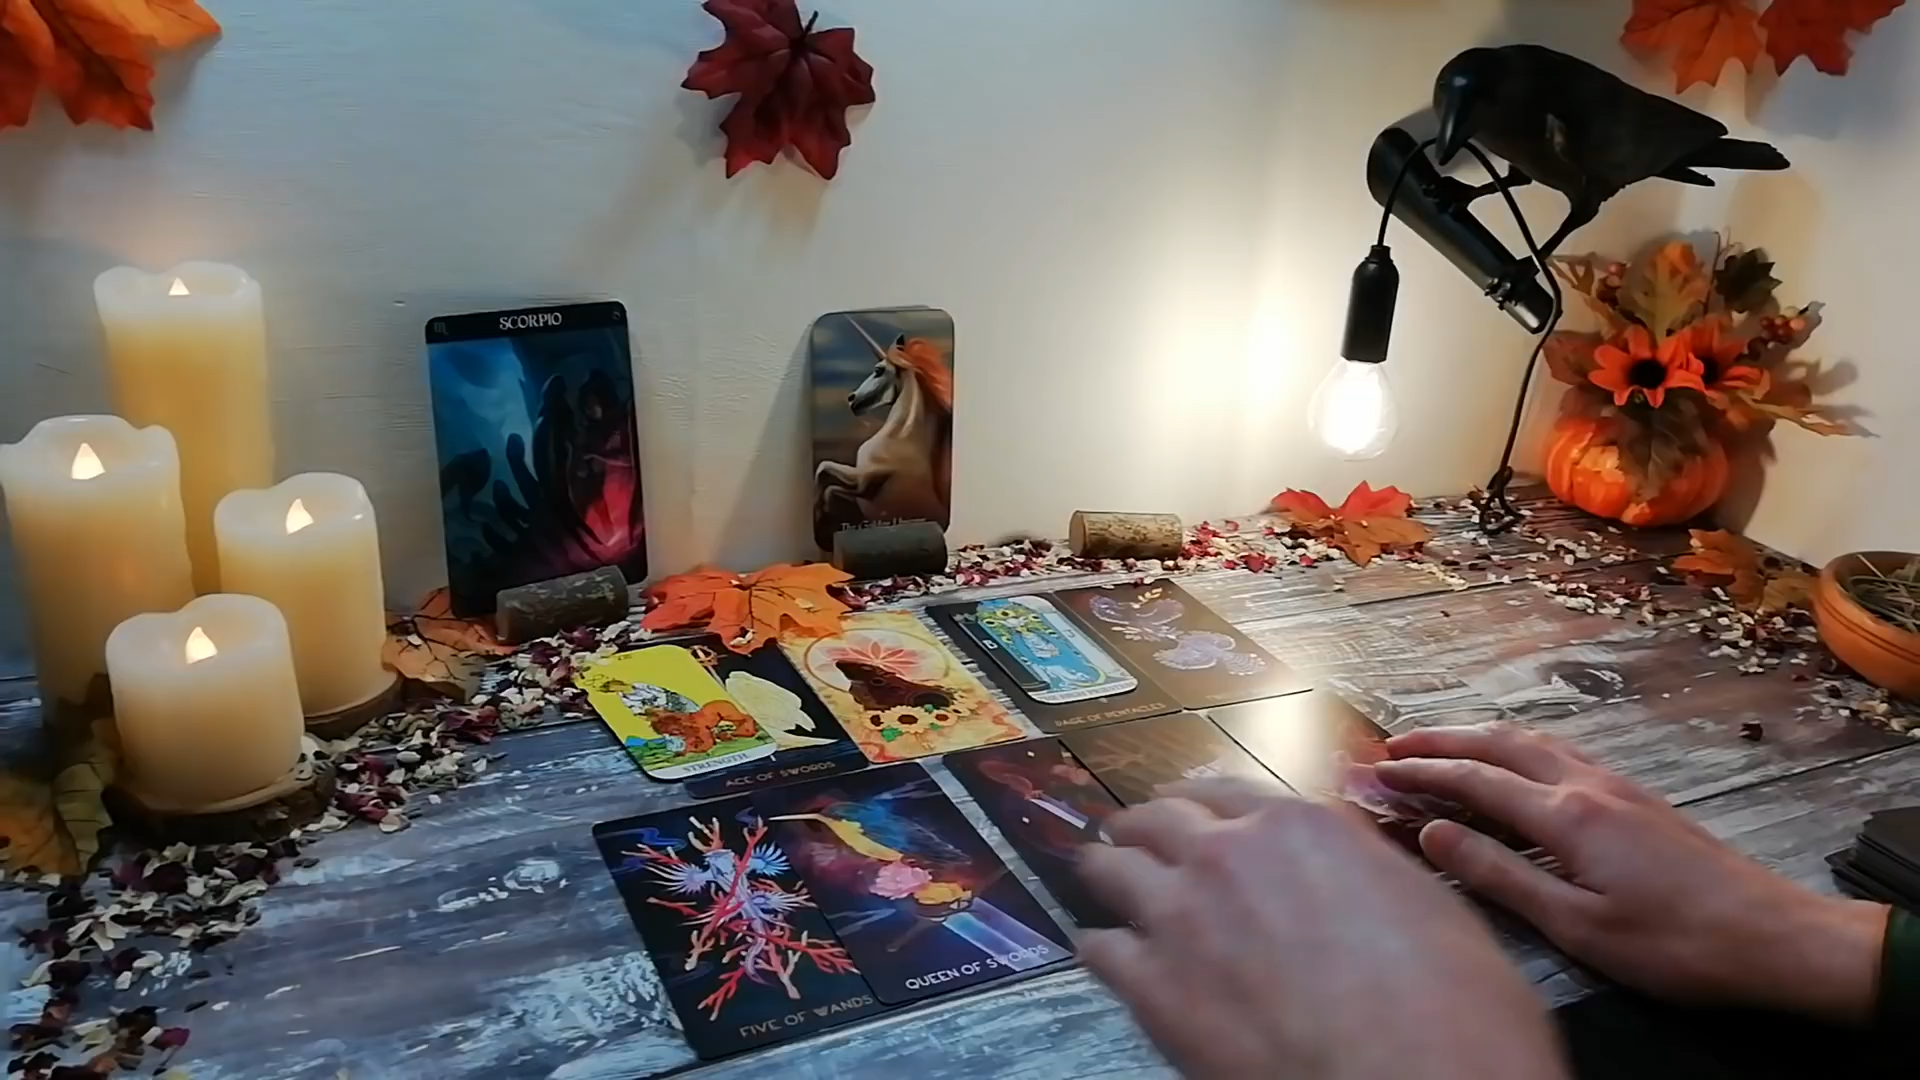 SCORPIO
STRENGTH
ACE OF SWORDS
PAGE OF PENTACLES
FIVE OF WANDS
QUEEN OF SWORDS